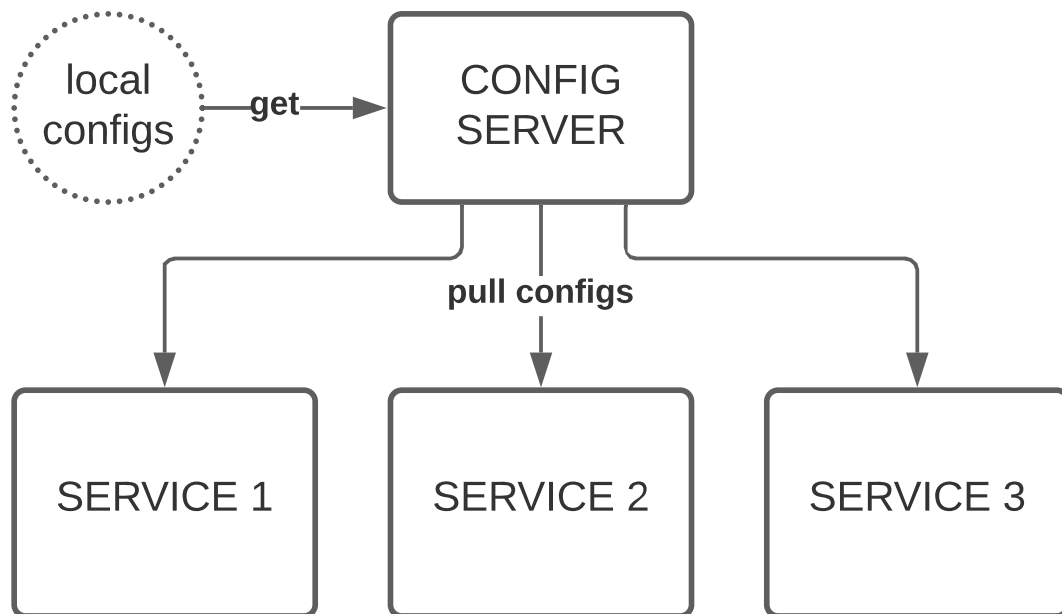 local
configs
get
CONFIG
SERVER
pull configs
SERVICE 1
SERVICE 2
SERVICE 3